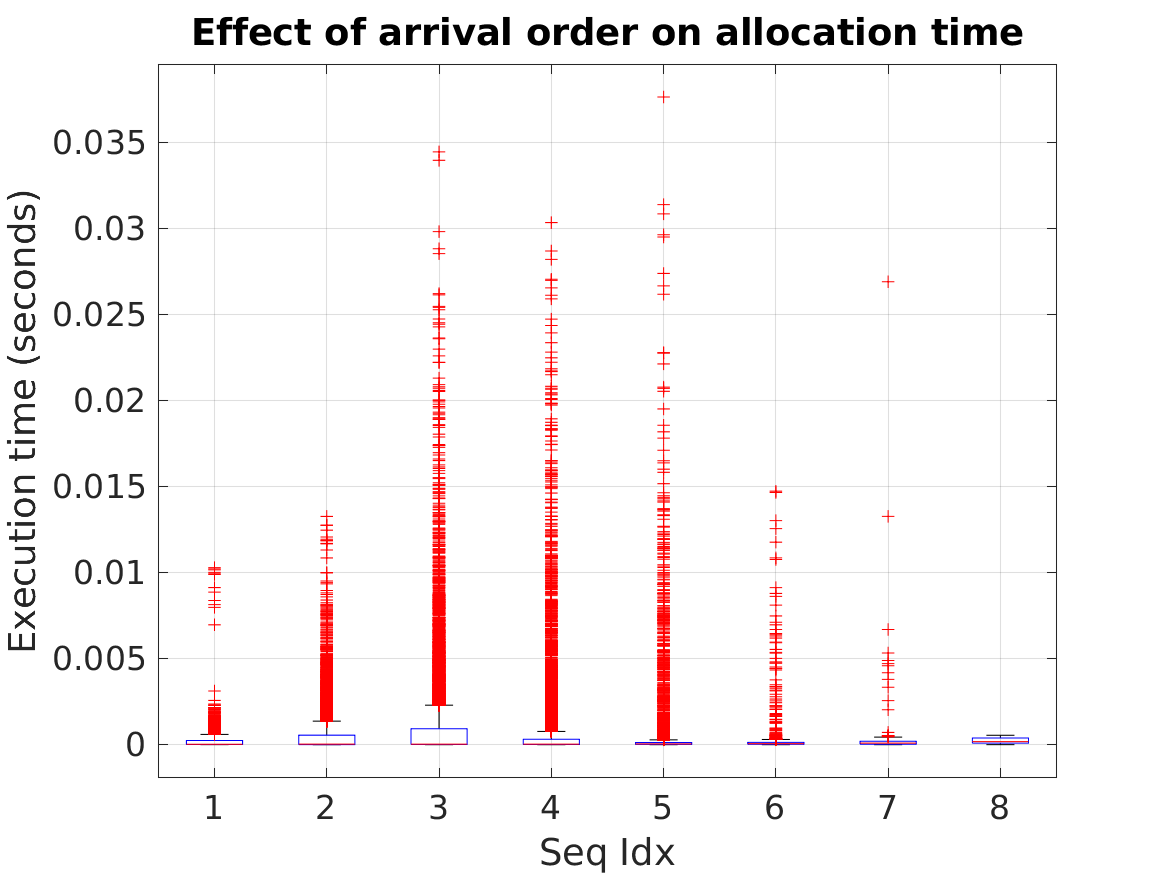 Effect of arrival order on allocation time
Execution time (seconds)
0.035
0.03
0.025
0.02
0.015
0.01
0.005
0
1 2 3 4 5 6 7 8
Seq Idx